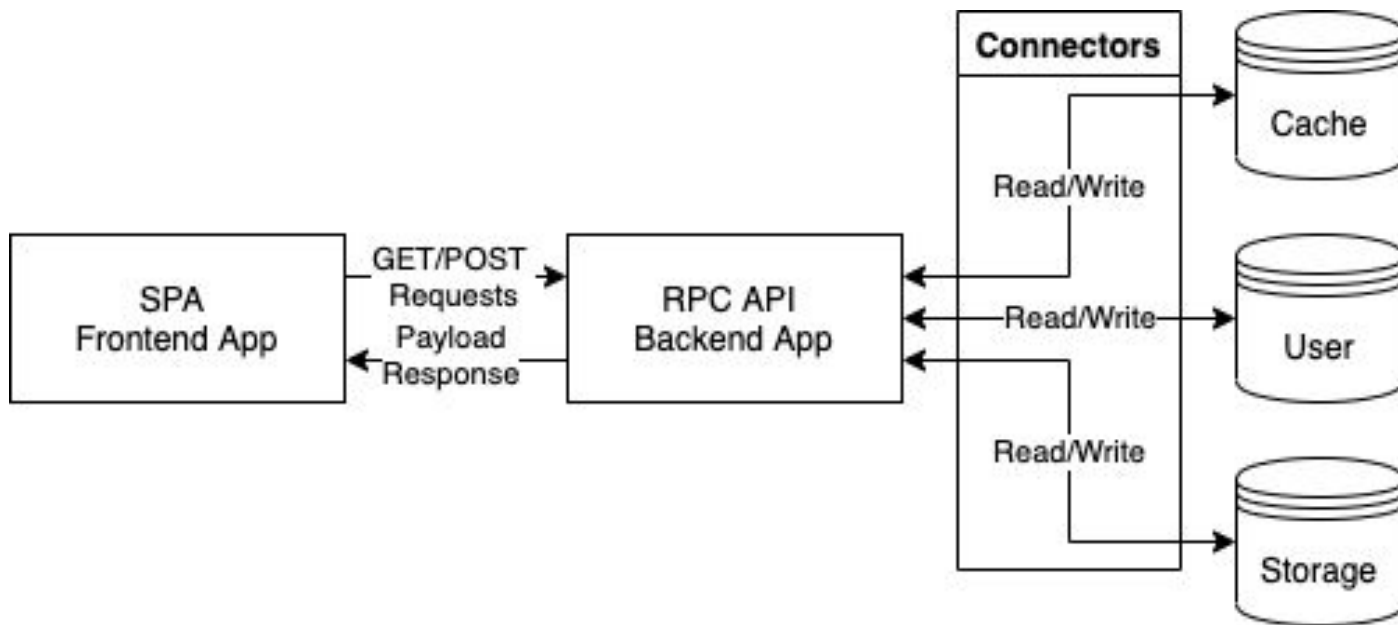 Connectors
Cache
Read/Write
SPA
Frontend App
GET/POST
Requests
Payload
Response
RPC API
Backend App
Read/Write
User
Read/Write
Storage